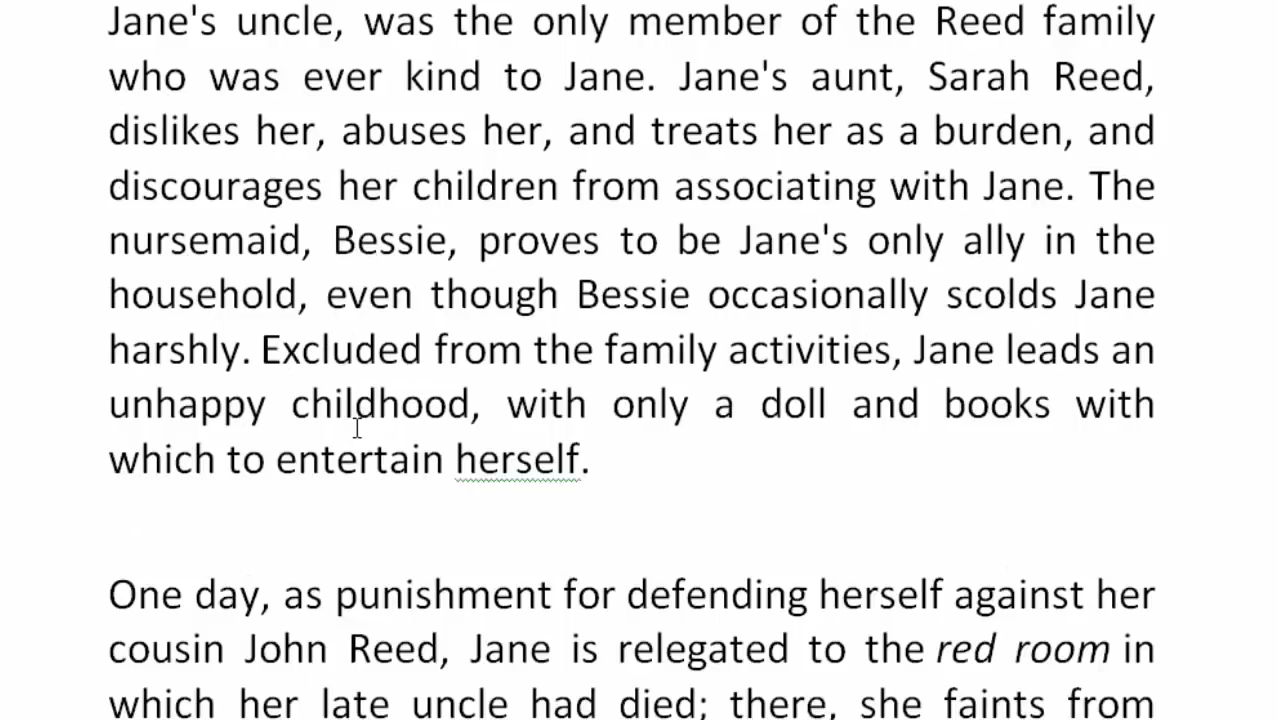 Jane's uncle, was the only member of the Reed family
who was ever kind to Jane. Jane's aunt, Sarah Reed,
dislikes her, abuses her, and treats her as a burden, and
discourages her children from associating with Jane. The
nursemaid, Bessie, proves to be Jane's only ally in the
household, even though Bessie occasionally scolds Jane
harshly. Excluded from the family activities, Jane leads an
unhappy childhood, with only a doll and books with
which to entertain herself.
One day, as punishment for defending herself against her
cousin John Reed, Jane is relegated to the red room in
which her late uncle had died; there, she faints from